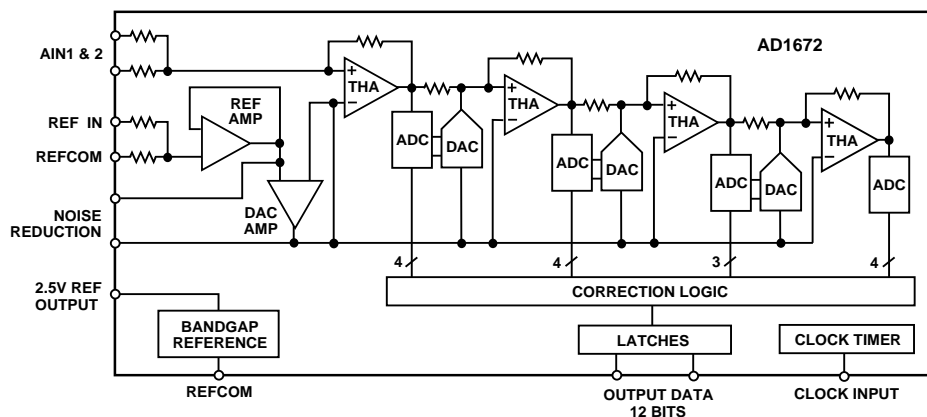 AD1672
AIN1 & 2
THA
THA
THA
THA
REF
AMP
REF IN
REFCOM
ADC
DAC
ADC
DAC
ADC
DAC
ADC
NOISE
REDUCTION
DAC
AMP
4
4
3
4
2.5V REF
OUTPUT
CORRECTION LOGIC
BANDGAP
REFERENCE
LATCHES
CLOCK TIMER
REFCOM
OUTPUT DATA
12 BITS
CLOCK INPUT